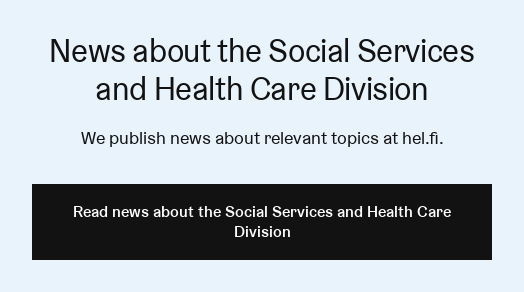 News about the Social Services
and Health Care Division
We publish news about relevant topics at hel.fi.
Read news about the Social Services and Health Care
Division